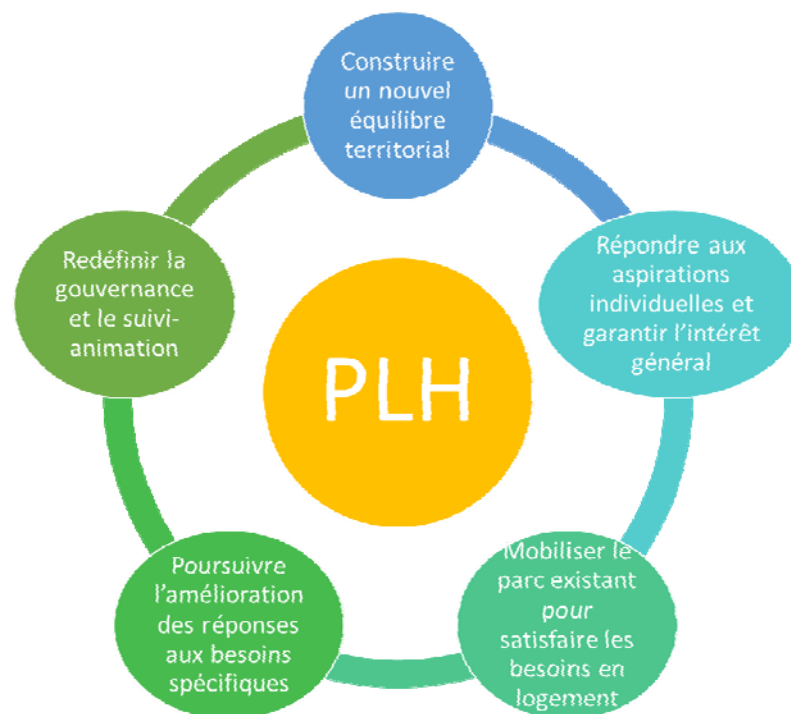 Construire
un nouvel
équilibre
territorial
Répondre aux
aspirations
individuelles et
garantir l'intérêt
général
Mobiliser le
parc existant
pour
satisfaire les
besoins en
logement
Poursuivre
l'amélioration
des réponses
aux besoins
spécifiques
Redéfinir la
gouvernance
et le suivi-
animation
PLH